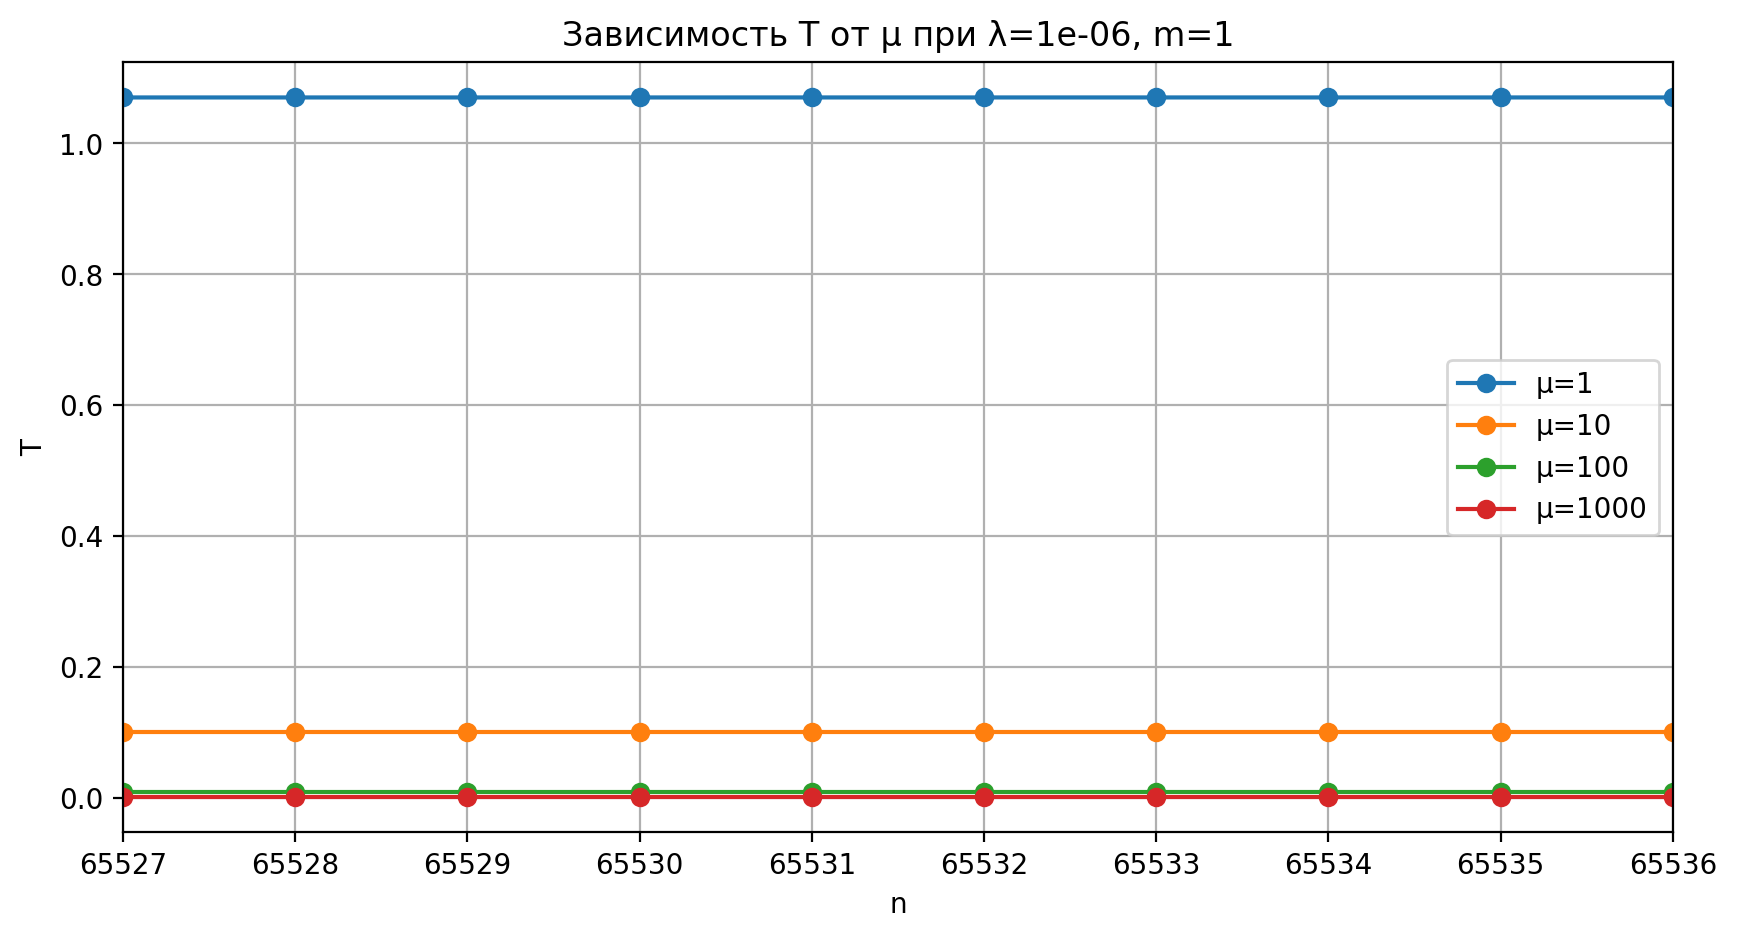 Зависимость T от μ при λ=1e-06, m=1
T
1.0
0.8
0.6
0.4
0.2
0.0
μ=1
μ=10
μ=100
μ=1000
65527 65528 65529 65530 65531 65532 65533 65534 65535 65536
n